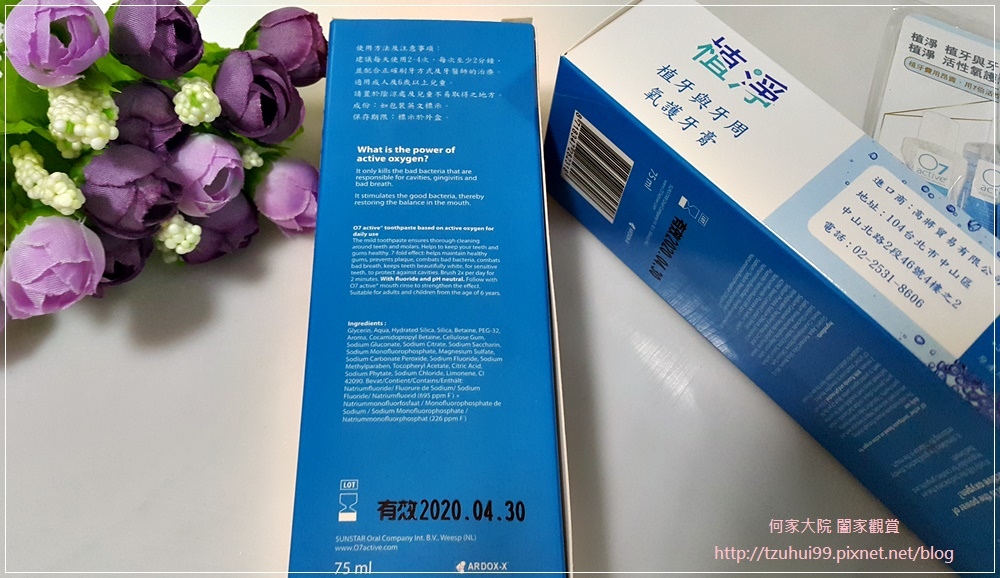 使用方法及注意事項：
建議每天使用2-4次，每次至少2分鐘，
並配合正確刷牙方式及牙醫師的治療。
適用成人及6歲以上兒童。
請置於陰涼處及兒童不易取得之地方。
成份：如包裝英文標示。
保存期限：標示於外盒。
What is the power of
active oxygen?
It only kills the bad bacteria that are
responsible for cavities, gingivitis and
bad breath.
It stimulates the good bacteria, thereby
restoring the balance in the mouth.
O7 active® toothpaste based on active oxygen for
daily use
The mild toothpaste ensures thorough cleaning
around teeth and molars. Helps to keep your teeth and
gums healthy. 7-fold effect: helps maintain healthy
gums, prevents plaque, combats bad bacteria, combats
bad breath, keeps teeth beautifully white, for sensitive
teeth, to protect against cavities. Brush 2x per day for
2 minutes. With fluoride and pH neutral. Follow with
O7 active® mouth rinse to strengthen the effect.
Suitable for adults and children from the age of 6 years.
Ingredients :
Glycerin, Aqua, Hydrated Silica, Silica, Betaine, PEG-32,
Aroma, Cocamidopropyl Betaine, Cellulose Gum,
Sodium Gluconate, Sodium Citrate, Sodium Saccharin,
Sodium Monofluorophosphate, Magnesium Sulfate,
Sodium Carbonate Peroxide, Sodium Fluoride, Sodium
Methylparaben, Tocopheryl Acetate, Citric Acid,
Sodium Phytate, Sodium Chloride, Limonene, CI
42090. Bevat/Contient/Contains/Enthält:
Natriumfluoride/ Fluorure de Sodium/ Sodium
Fluoride/ Natriumfluorid (695 ppm F ) +
Natriummonofluorfosfaat / Monofluorophosphate de
Sodium / Sodium Monofluorophosphate /
Natriummonofluorphosphat (226 ppm F )
LOT
有效2020.04.30
SUNSTAR Oral Company Int. B.V., Weesp (NL)
www.O7active.com
75 ml
ARDOX-X
植淨
植牙與牙周
氧護牙膏
75 ml
有效2020.04.30
植淨 植牙與牙
植淨 活性氧護
O7
active
進口商：高將貿易有限公
地址：104台北市中山區
中山北路2段46號4樓之2
電話：02-2531-8606
何家大院 闔家觀賞
http://tzuhui99.pixnet.net/blog